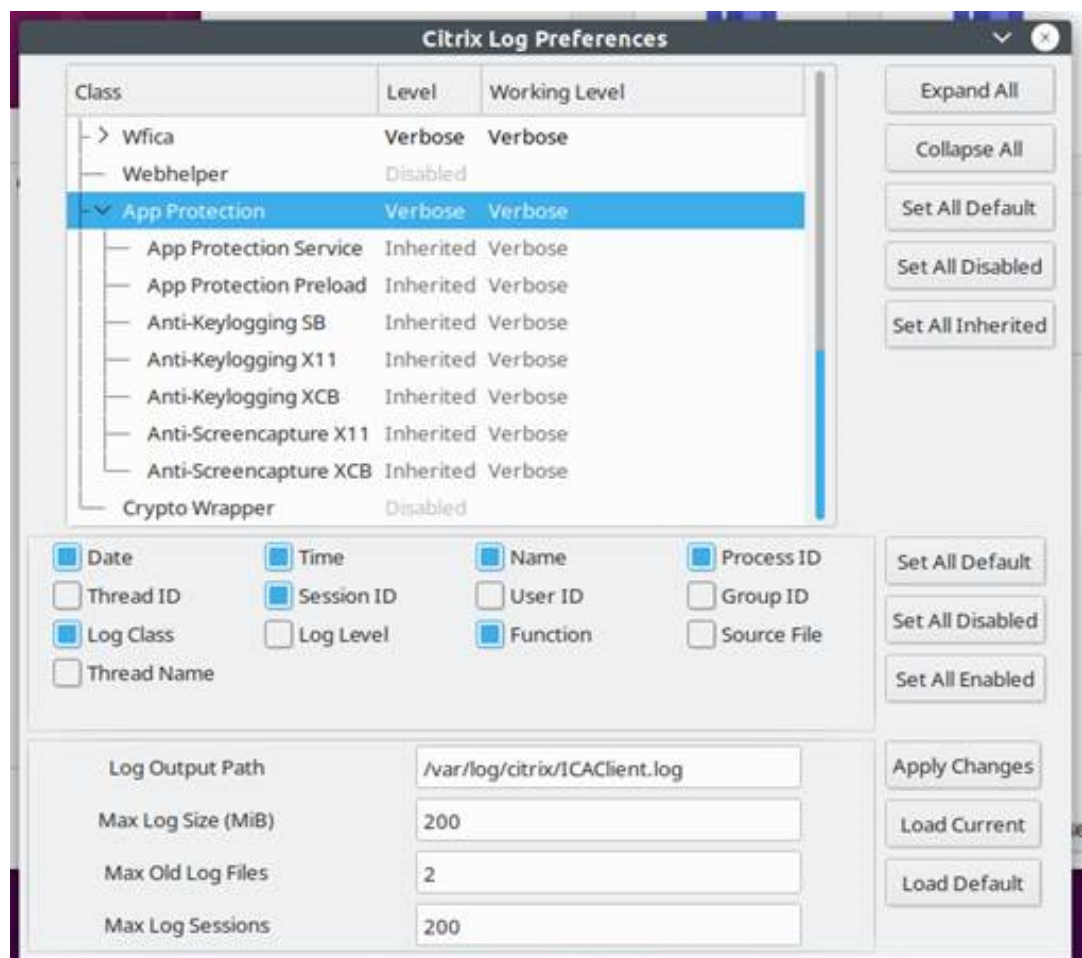 Citrix Log Preferences
Class Level Working Level
Wfica Verbose Verbose
Webhelper Disabled
App Protection Verbose Verbose
App Protection Service Inherited Verbose
App Protection Preload Inherited Verbose
Anti-Keylogging SB Inherited Verbose
Anti-Keylogging X11 Inherited Verbose
Anti-Keylogging XCB Inherited Verbose
Anti-Screencapture X11 Inherited Verbose
Anti-Screencapture XCB Inherited Verbose
Crypto Wrapper Disabled
Expand All
Collapse All
Set All Default
Set All Disabled
Set All Inherited
Date Time Name Process ID
Thread ID Session ID User ID Group ID
Log Class Log Level Function Source File
Thread Name
Set All Default
Set All Disabled
Set All Enabled
Log Output Path /var/log/citrix/ICAClient.log
Max Log Size (MiB) 200
Max Old Log Files 2
Max Log Sessions 200
Apply Changes
Load Current
Load Default